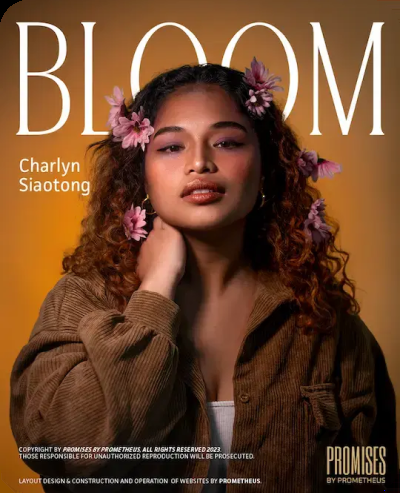 BLOOM
Charlyn
Siaotong
COPYRIGHT BY PROMISES BY PROMETHEUS, ALL RIGHTS RESERVED 2023.
THOSE RESPONSIBLE FOR UNAUTHORIZED REPRODUCTION WILL BE PROSECUTED.
PROMISES
BY PROMETHEUS
LAYOUT DESIGN & CONSTRUCTION AND OPERATION OF WEBSITES BY PROMETHEUS.